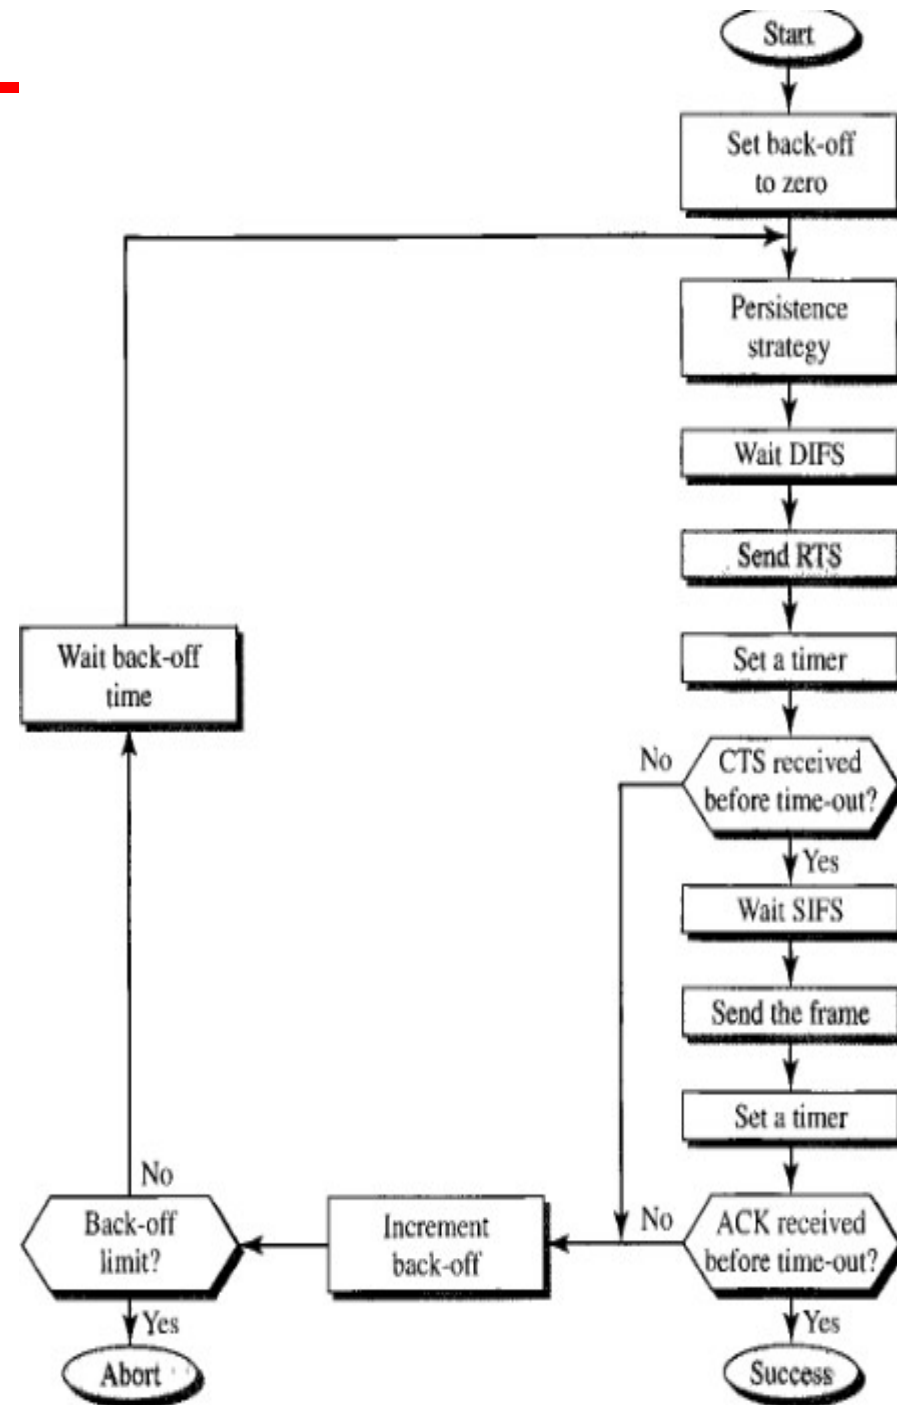 Start
Set back-off
to zero
Persistence
strategy
Wait DIFS
Send RTS
Set a timer
Wait back-off
time
No
CTS received
before time-out?
Yes
Wait SIFS
Send the frame
Set a timer
No
Back-off
limit?
Increment
back-off
No
ACK received
before time-out?
Yes
Abort
Yes
Success